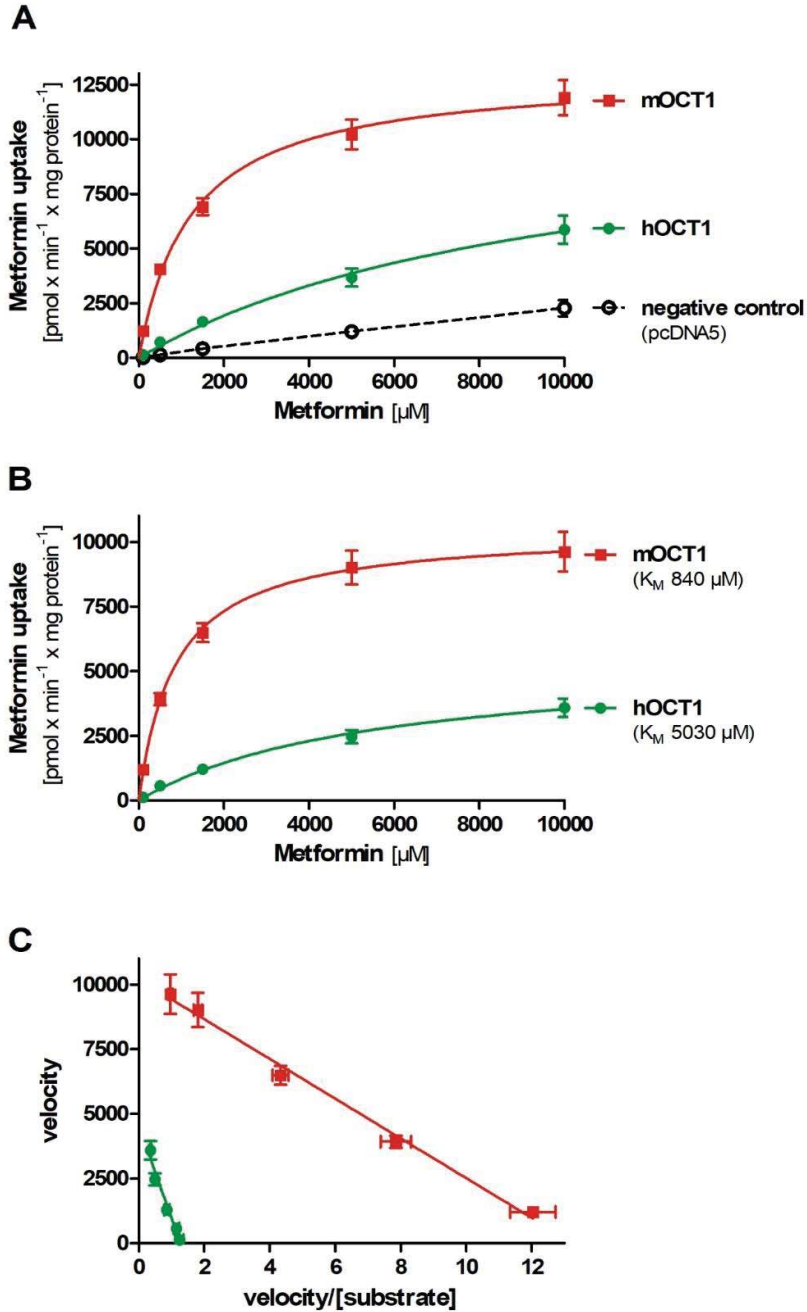 A
Metformin uptake
[pmol x min⁻¹ x mg protein⁻¹]
12500
10000
7500
5000
2500
0
0
2000
4000
6000
8000
10000
Metformin [µM]
mOCT1
hOCT1
negative control
(pcDNA5)
B
Metformin uptake
[pmol x min⁻¹ x mg protein⁻¹]
10000
7500
5000
2500
0
0
2000
4000
6000
8000
10000
Metformin [µM]
mOCT1
(K_M 840 µM)
hOCT1
(K_M 5030 µM)
C
velocity
10000
7500
5000
2500
0
0
2
4
6
8
10
12
velocity/[substrate]